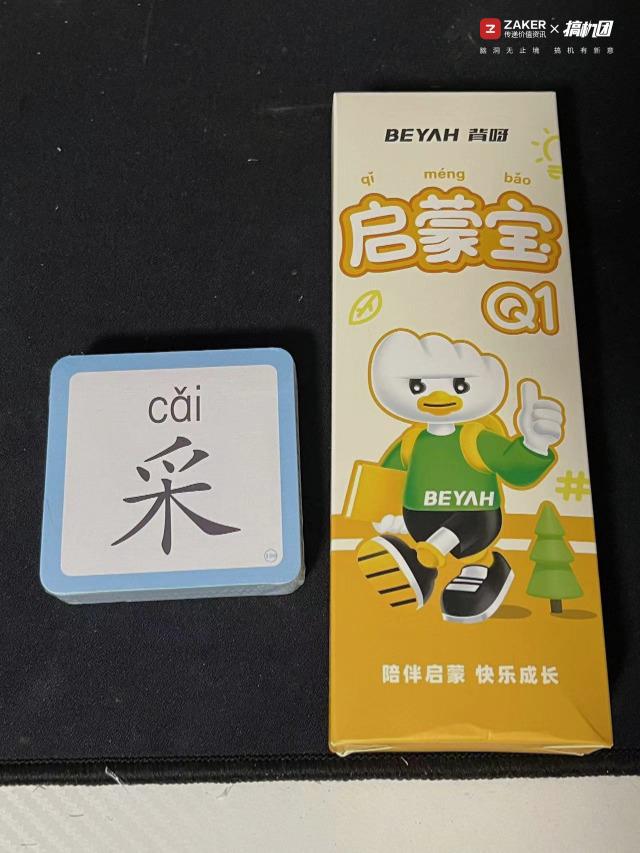 ZAKER × 搞机团
传递价值资讯
脑洞无止境 搞机有新意
BEYAH 背呀
qǐ méng bǎo
启蒙宝
Q1
BEYAH
陪伴启蒙 快乐成长
cǎi
采